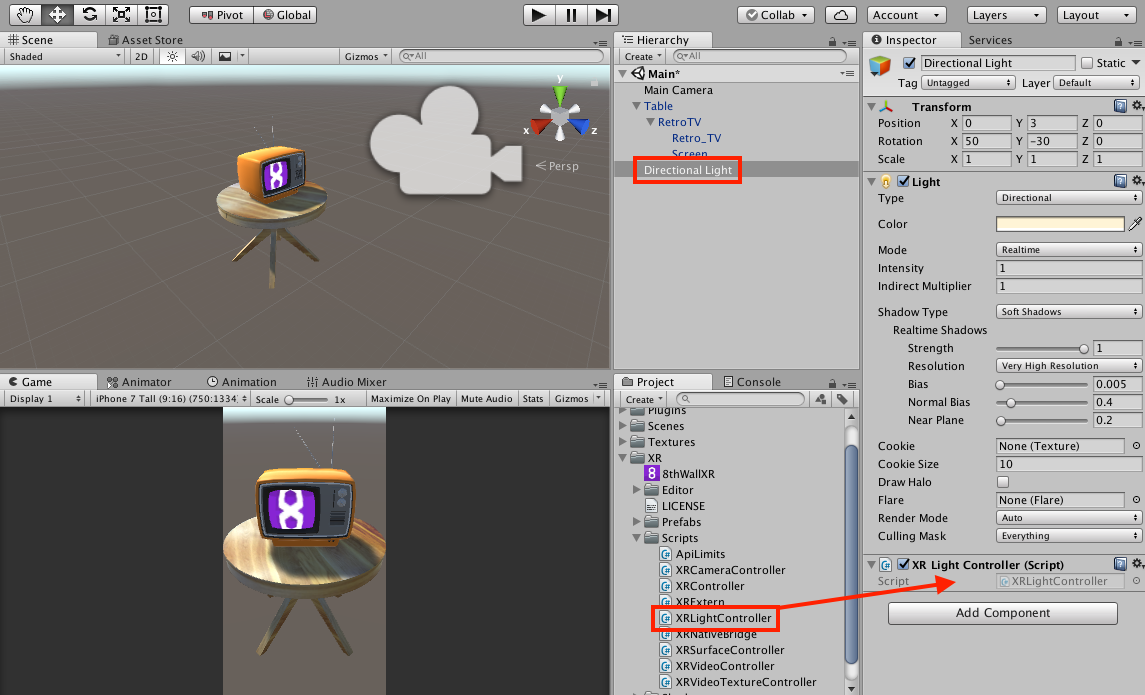 Pivot Global Collab Account Layers Layout
Scene Asset Store
Shaded 2D Gizmos All
y
x z
Persp
Game Animator Animation Audio Mixer
Display 1 iPhone 7 Tall (9:16) (750:1334) Scale 1x Maximize On Play Mute Audio Stats Gizmos
8
Hierarchy
Create All
Main*
Main Camera
Table
RetroTV
Retro_TV
Screen
Directional Light
Project Console
Create
Plugins
Scenes
Textures
XR
8 8thWallXR
Editor
LICENSE
Prefabs
Scripts
C# ApiLimits
C# XRCameraController
C# XRController
C# XRExtern
C# XRLightController
C# XRNativeBridge
C# XRSurfaceController
C# XRVideoController
C# XRVideoTextureController
Inspector Services
Directional Light Static
Tag Untagged Layer Default
Transform
Position X 0 Y 3 Z 0
Rotation X 50 Y -30 Z 0
Scale X 1 Y 1 Z 1
Light
Type Directional
Color
Mode Realtime
Intensity 1
Indirect Multiplier 1
Shadow Type Soft Shadows
Realtime Shadows
Strength 1
Resolution Very High Resolution
Bias 0.005
Normal Bias 0.4
Near Plane 0.2
Cookie None (Texture)
Cookie Size 10
Draw Halo
Flare None (Flare)
Render Mode Auto
Culling Mask Everything
C# XR Light Controller (Script)
Script XRLightController
Add Component